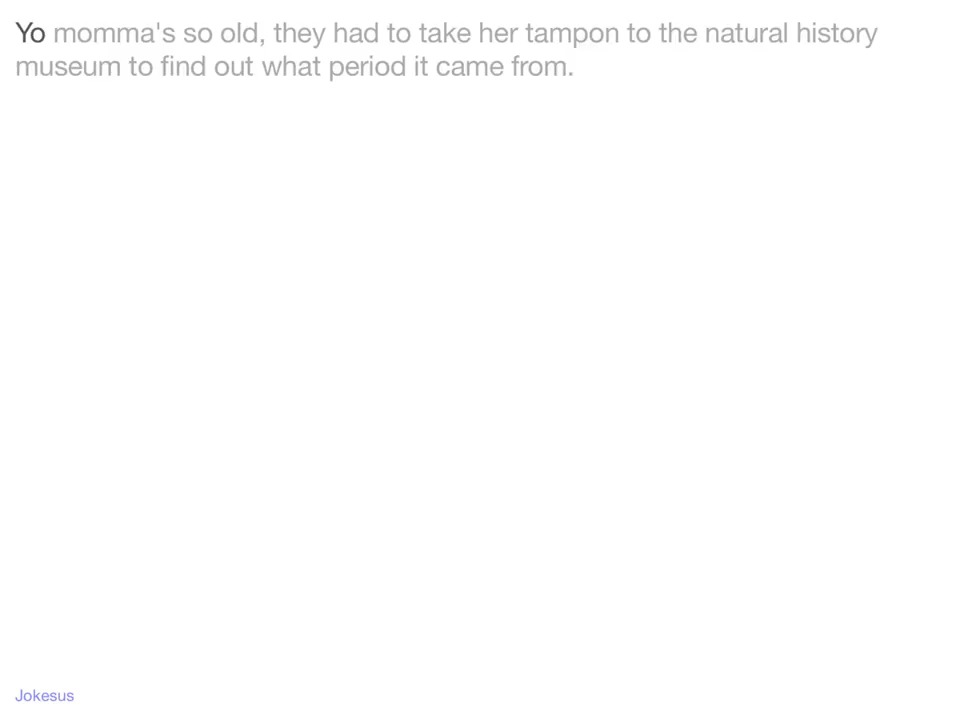 Yo momma's so old, they had to take her tampon to the natural history
museum to find out what period it came from.
Jokesus